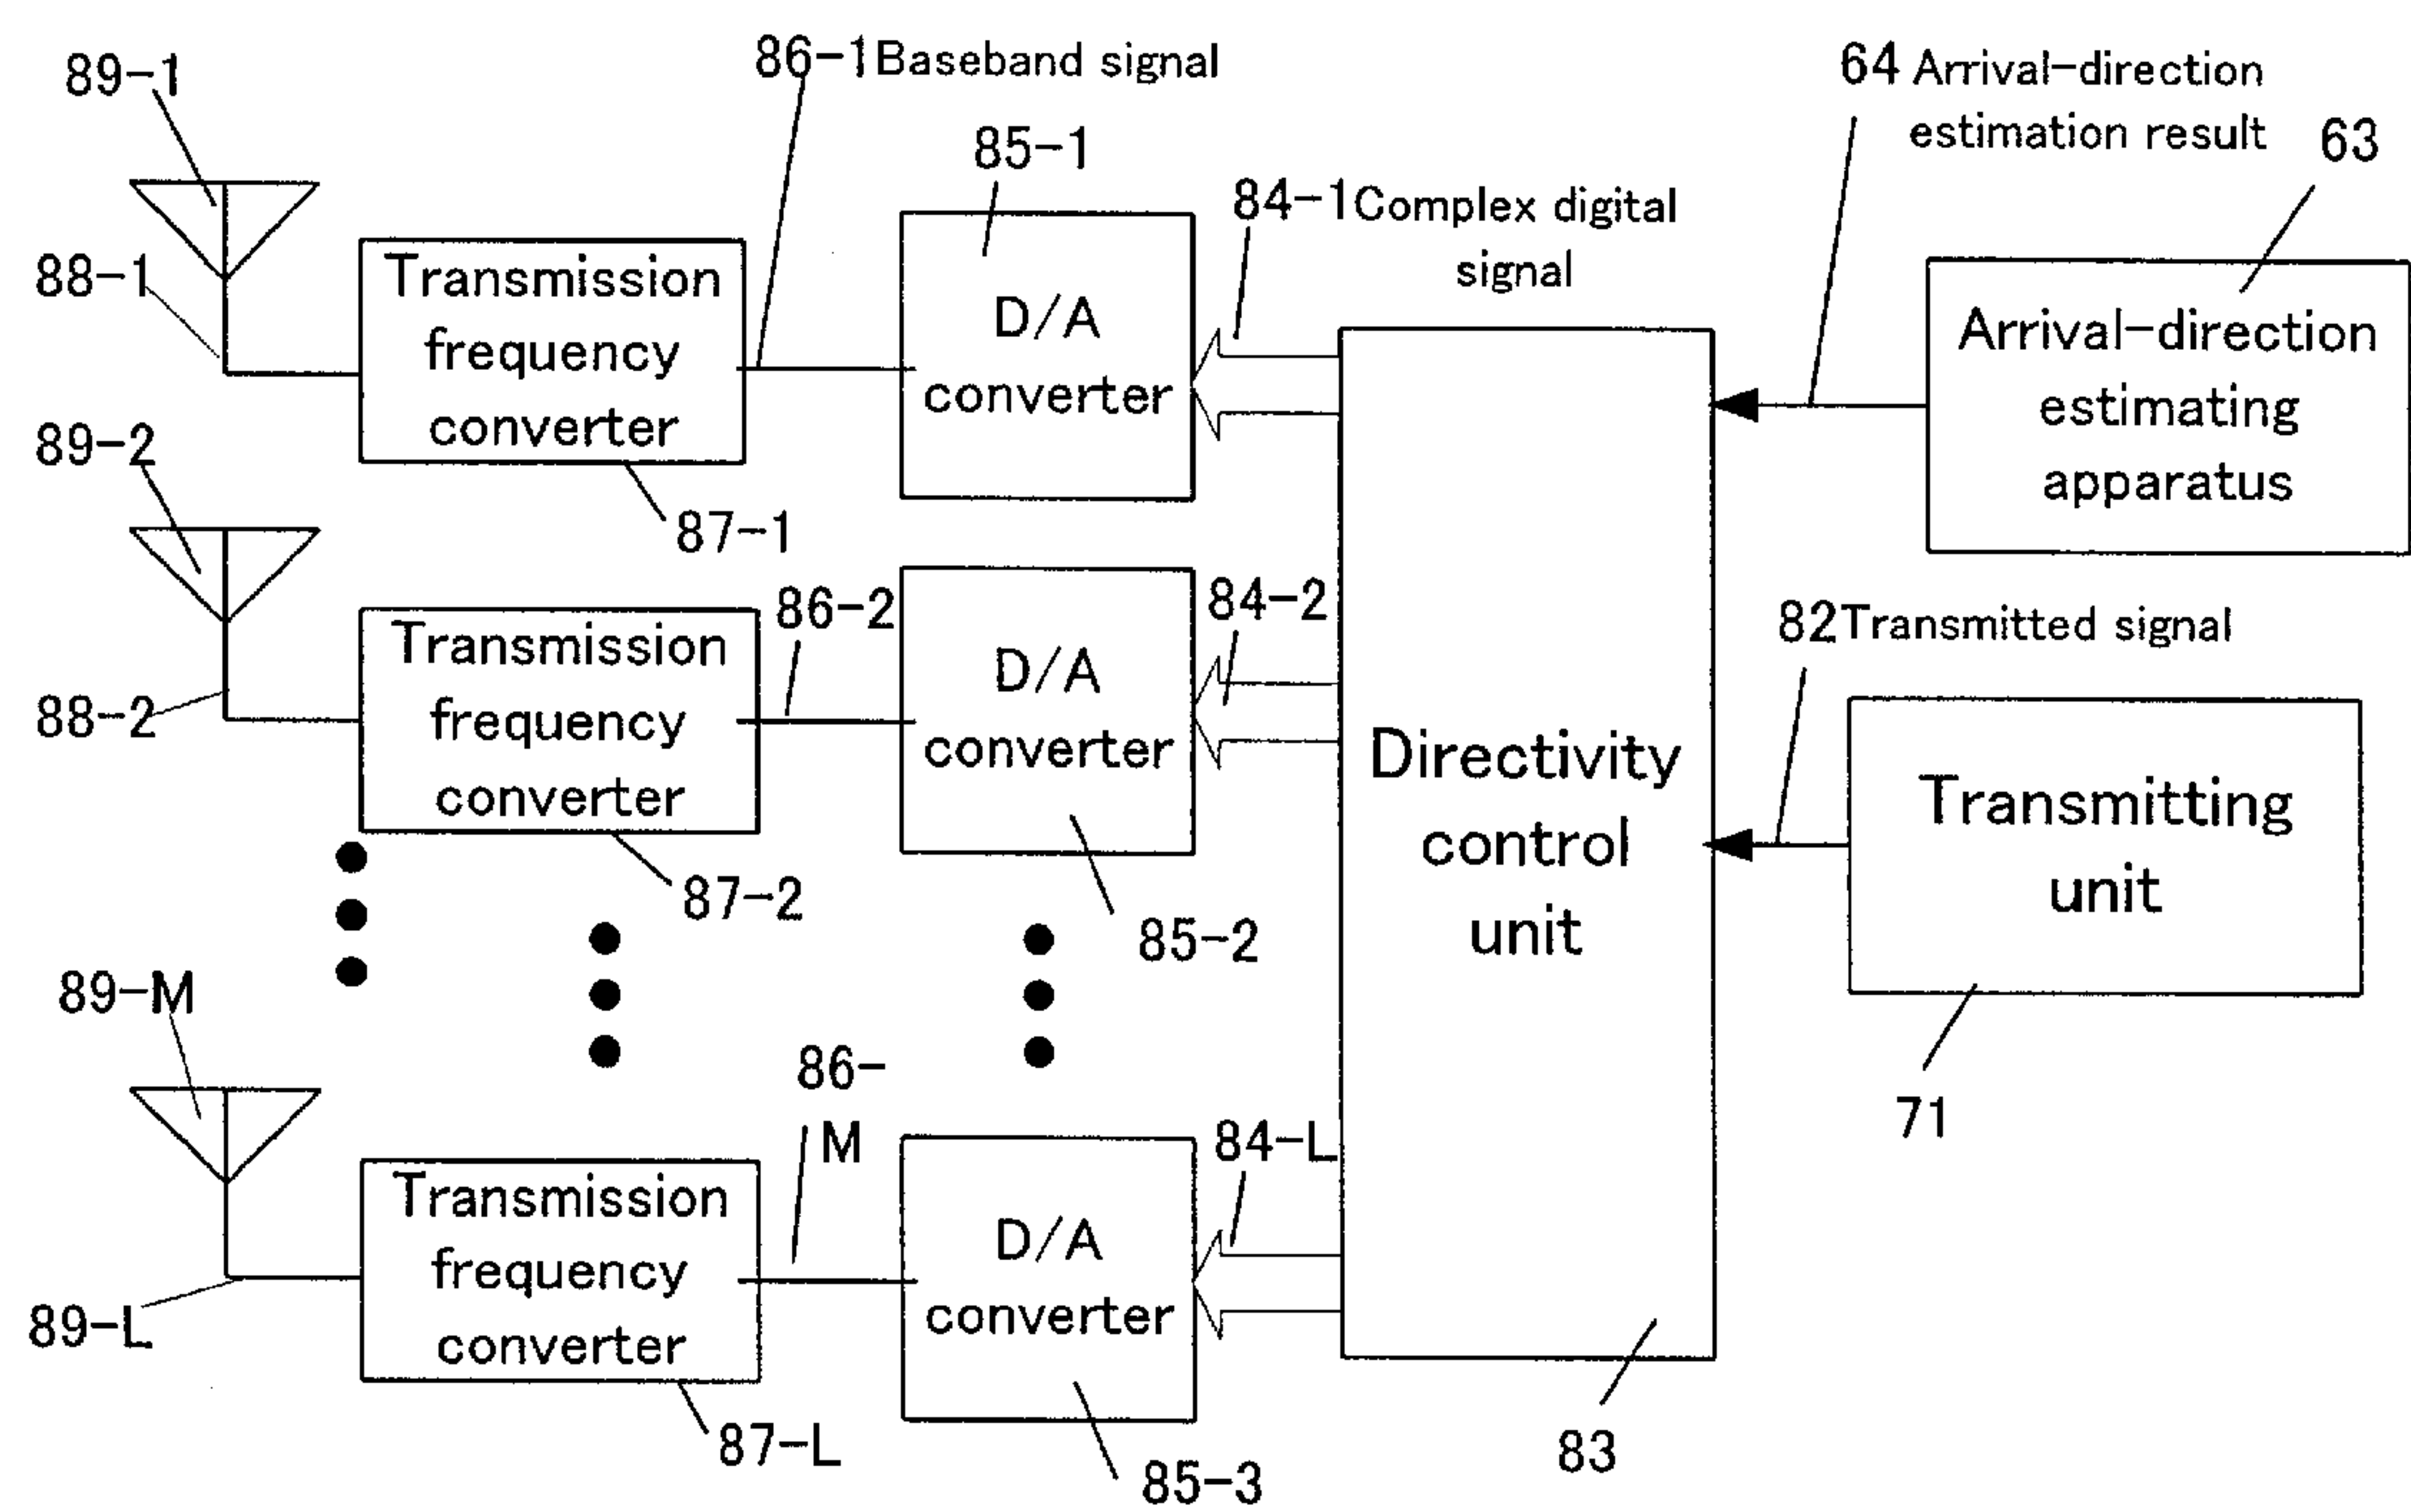 86-1 Baseband signal
64 Arrival-direction
estimation result
63
89-1
85-1
84-1 Complex digital
signal
88-1
Transmission
frequency
converter
D/A
converter
Arrival-direction
estimating
apparatus
89-2
87-1
86-2
84-2
82 Transmitted signal
88-2
Transmission
frequency
converter
D/A
converter
Directivity
control
unit
Transmitting
unit
87-2
85-2
89-M
86-
M
84-L
71
Transmission
frequency
converter
D/A
converter
89-L
87-L
85-3
83